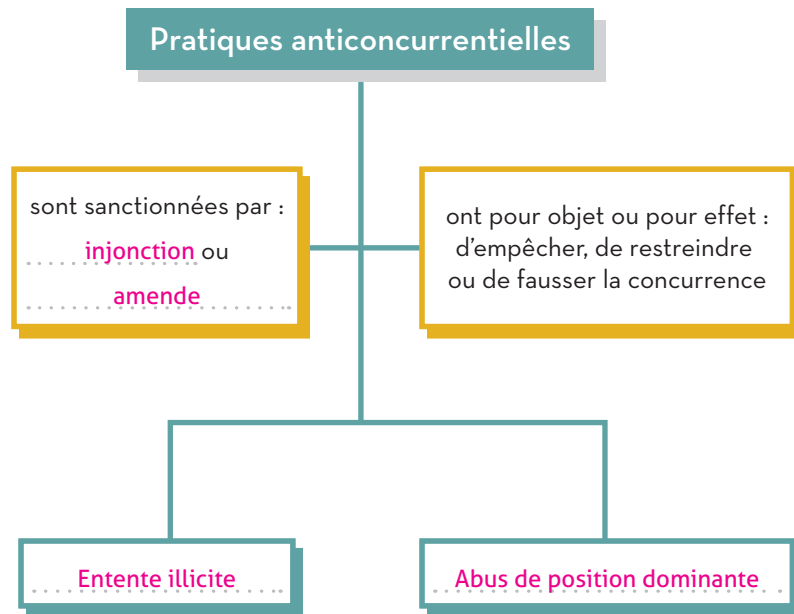 Pratiques anticoncurrentielles
sont sanctionnées par :
injonction ou
amende
ont pour objet ou pour effet :
d'empêcher, de restreindre
ou de fausser la concurrence
Entente illicite
Abus de position dominante